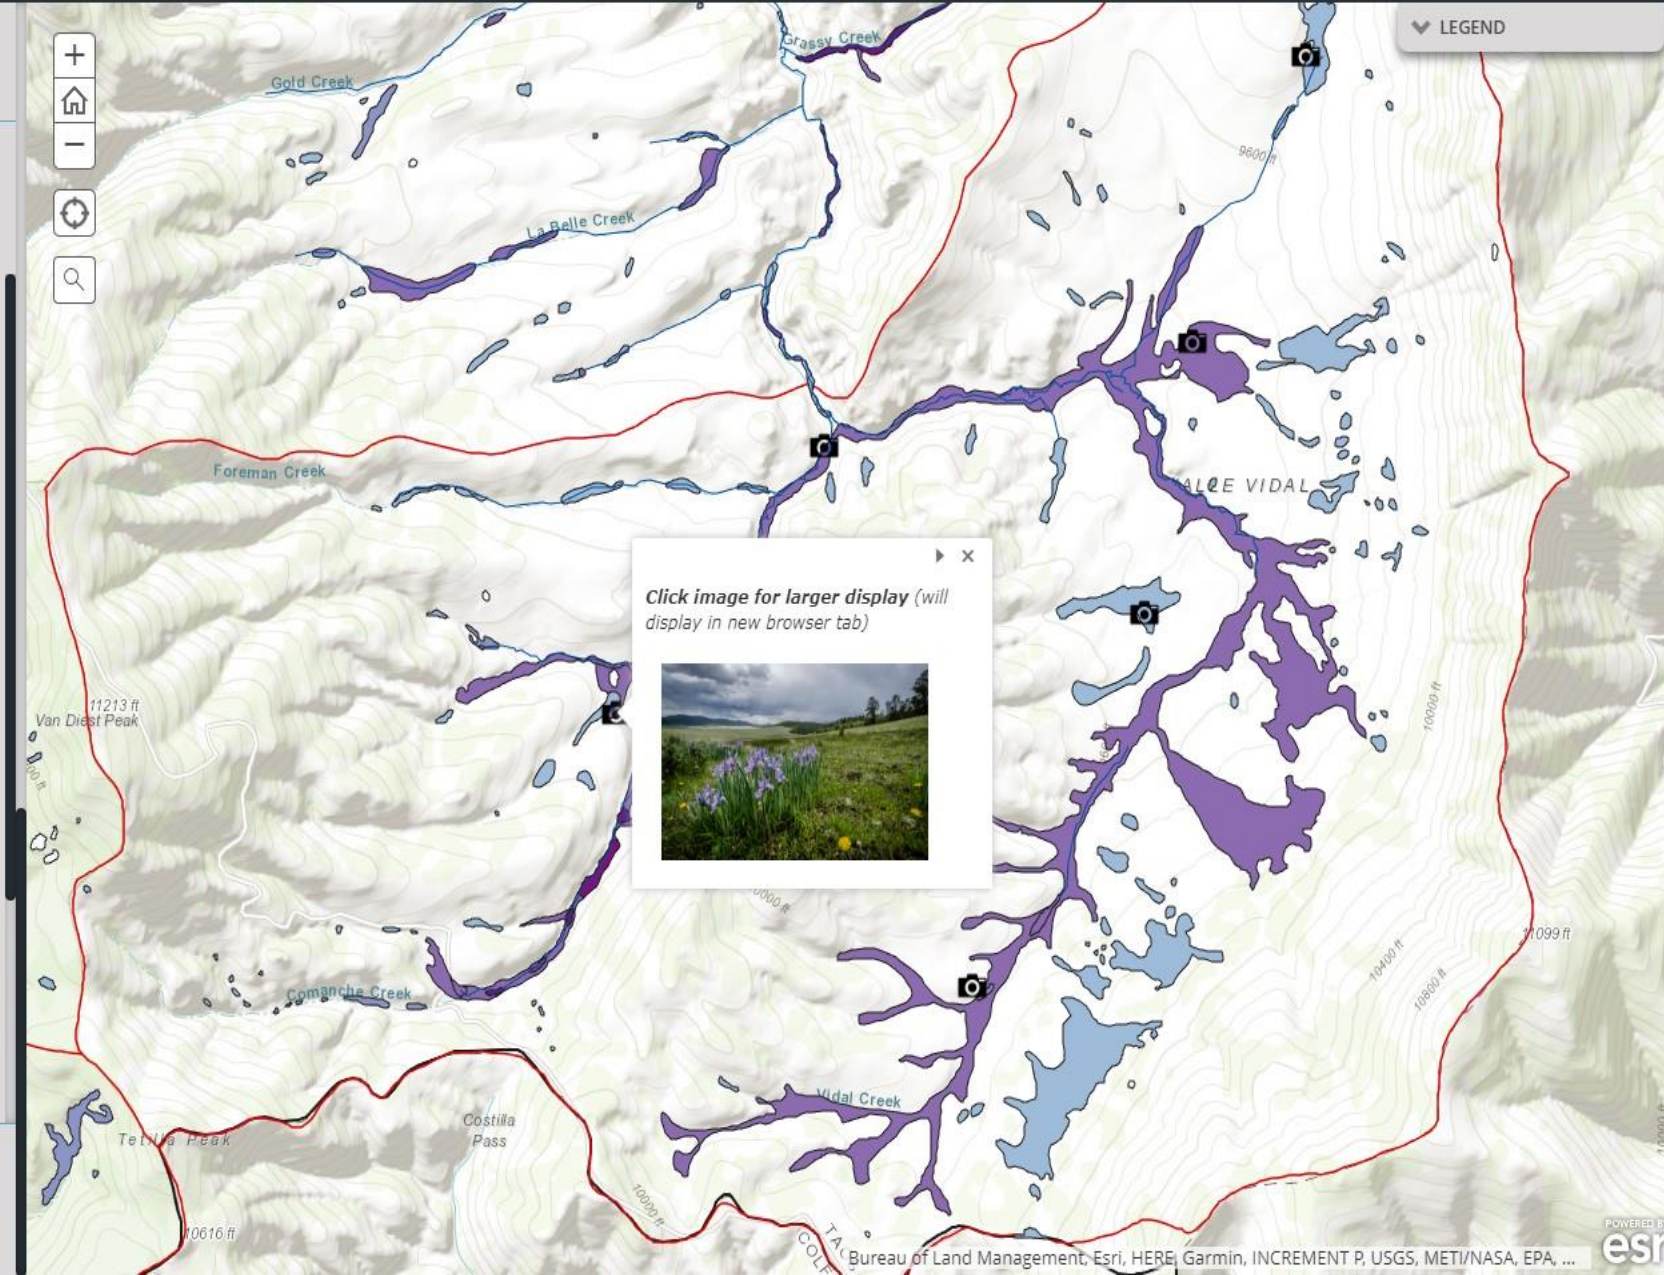 LEGEND
Grassy Creek
Gold Creek
9600 ft
La Belle Creek
Foreman Creek
Click image for larger display (will
display in new browser tab)
11213 ft
Van Diest Peak
10000 ft
11099 ft
10400 ft
10800 ft
Comanche Creek
Vidal Creek
Costilla
Pass
Tetilla Peak
10000 ft
10616 ft
Bureau of Land Management, Esri, HERE, Garmin, INCREMENT P, USGS, METI/NASA, EPA, ...
POWERED BY
esri